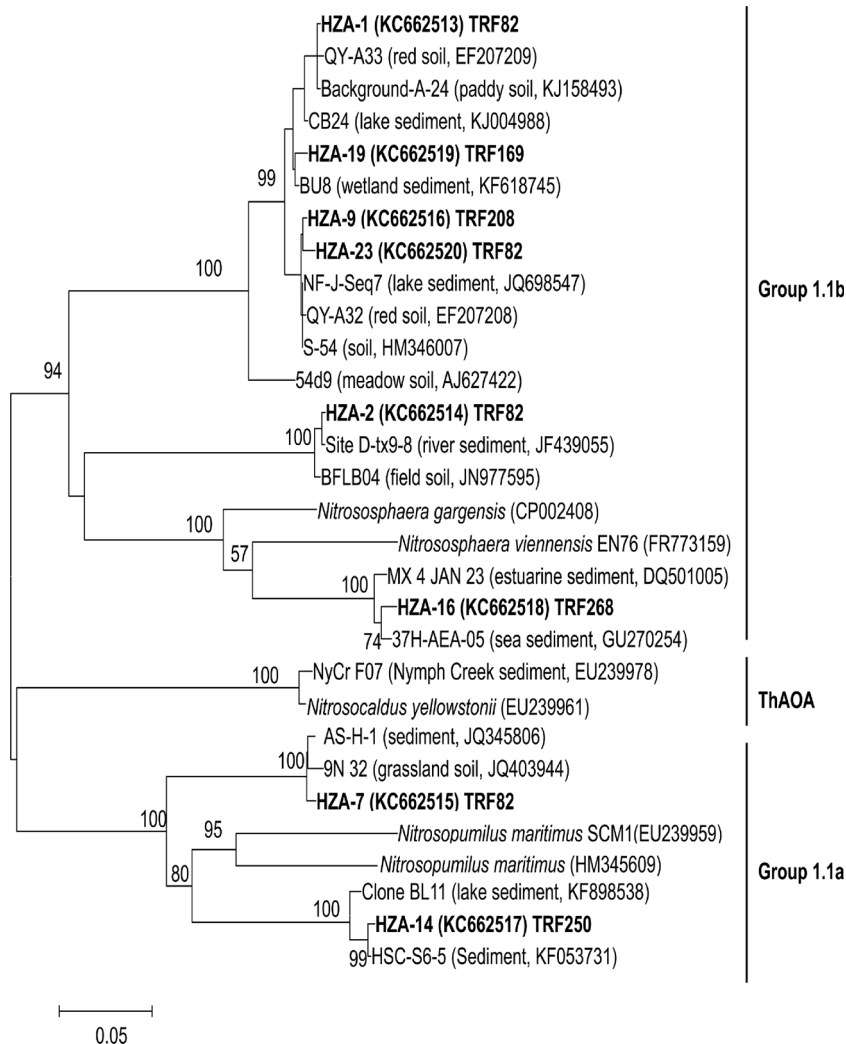 HZA-1 (KC662513) TRF82
QY-A33 (red soil, EF207209)
Background-A-24 (paddy soil, KJ158493)
CB24 (lake sediment, KJ004988)
HZA-19 (KC662519) TRF169
99
BU8 (wetland sediment, KF618745)
HZA-9 (KC662516) TRF208
HZA-23 (KC662520) TRF82
100
NF-J-Seq7 (lake sediment, JQ698547)
Group 1.1b
QY-A32 (red soil, EF207208)
S-54 (soil, HM346007)
94
54d9 (meadow soil, AJ627422)
HZA-2 (KC662514) TRF82
100
Site D-tx9-8 (river sediment, JF439055)
BFLB04 (field soil, JN977595)
Nitrososphaera gargensis (CP002408)
100
Nitrososphaera viennensis EN76 (FR773159)
57
MX 4 JAN 23 (estuarine sediment, DQ501005)
100
HZA-16 (KC662518) TRF268
74
37H-AEA-05 (sea sediment, GU270254)
NyCr F07 (Nymph Creek sediment, EU239978)
100
ThAOA
Nitrosocaldus yellowstonii (EU239961)
AS-H-1 (sediment, JQ345806)
100
9N 32 (grassland soil, JQ403944)
HZA-7 (KC662515) TRF82
100
95
Nitrosopumilus maritimus SCM1(EU239959)
Nitrosopumilus maritimus (HM345609)
80
Group 1.1a
Clone BL11 (lake sediment, KF898538)
100
HZA-14 (KC662517) TRF250
99
HSC-S6-5 (Sediment, KF053731)
0.05